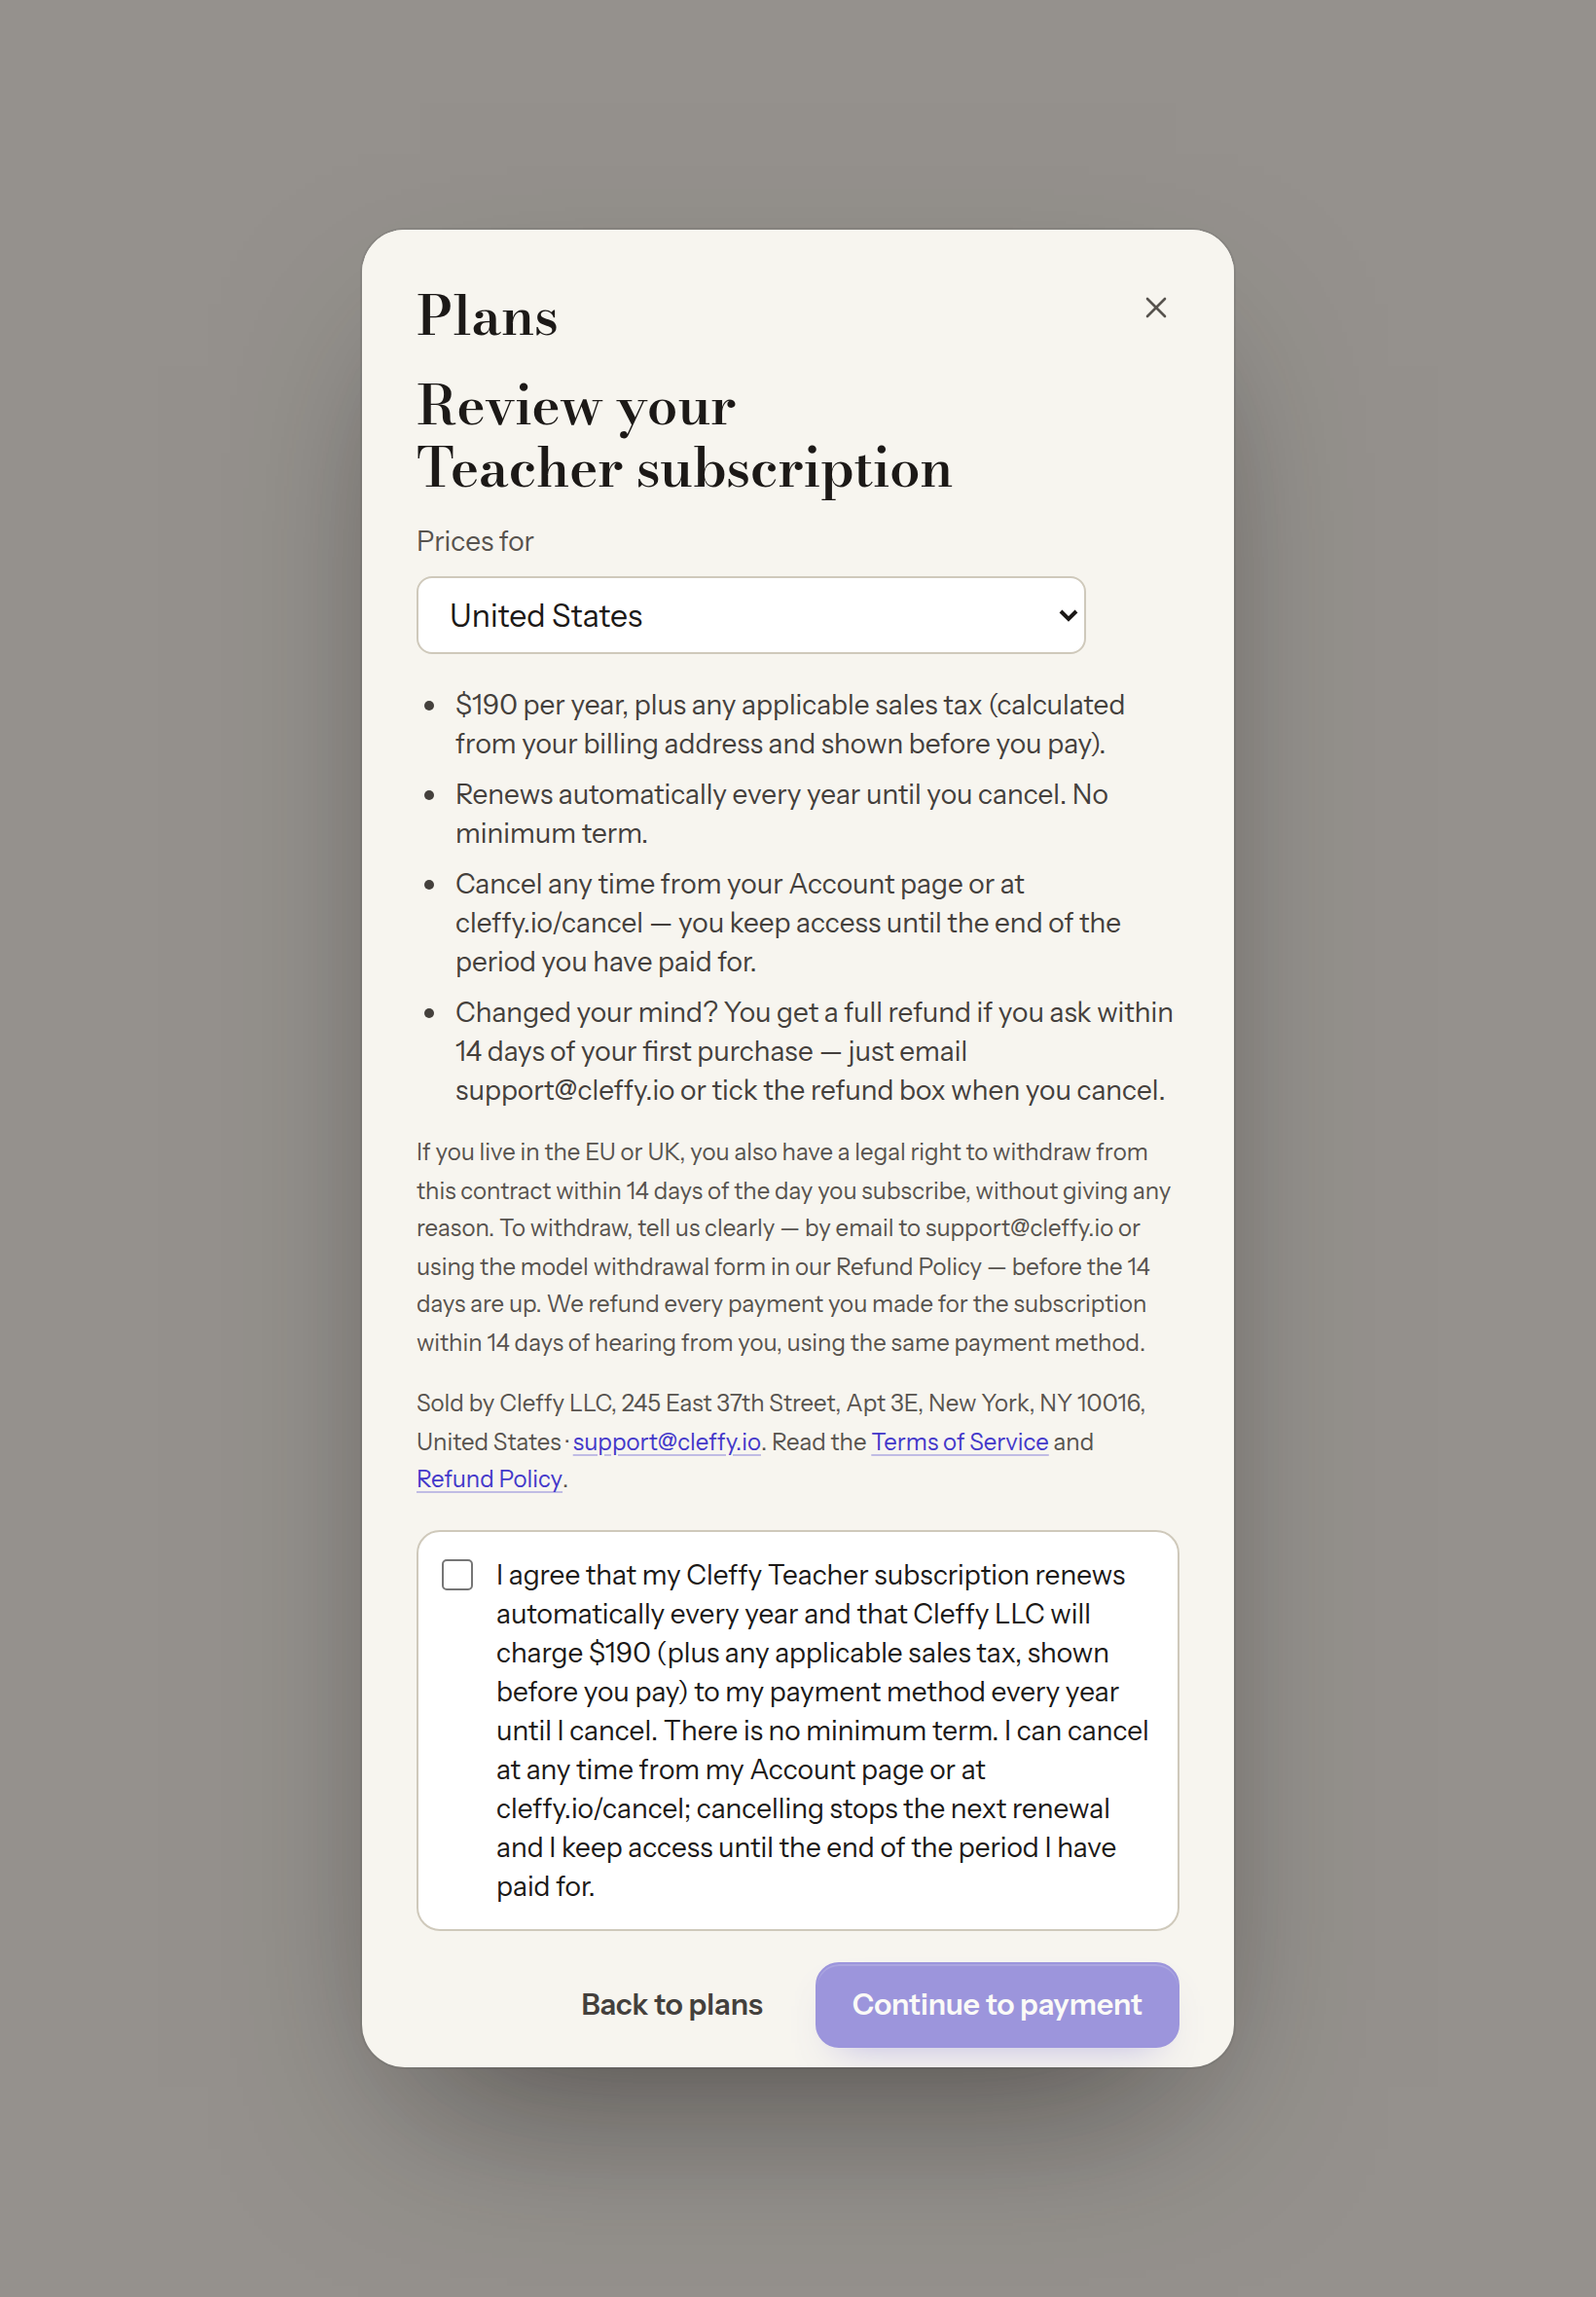 Plans
Review your
Teacher subscription
Prices for
United States
• $190 per year, plus any applicable sales tax (calculated
from your billing address and shown before you pay).
• Renews automatically every year until you cancel. No
minimum term.
• Cancel any time from your Account page or at
cleffy.io/cancel — you keep access until the end of the
period you have paid for.
• Changed your mind? You get a full refund if you ask within
14 days of your first purchase — just email
support@cleffy.io or tick the refund box when you cancel.
If you live in the EU or UK, you also have a legal right to withdraw from
this contract within 14 days of the day you subscribe, without giving any
reason. To withdraw, tell us clearly — by email to support@cleffy.io or
using the model withdrawal form in our Refund Policy — before the 14
days are up. We refund every payment you made for the subscription
within 14 days of hearing from you, using the same payment method.
Sold by Cleffy LLC, 245 East 37th Street, Apt 3E, New York, NY 10016,
United States · support@cleffy.io. Read the Terms of Service and
Refund Policy.
I agree that my Cleffy Teacher subscription renews
automatically every year and that Cleffy LLC will
charge $190 (plus any applicable sales tax, shown
before you pay) to my payment method every year
until I cancel. There is no minimum term. I can cancel
at any time from my Account page or at
cleffy.io/cancel; cancelling stops the next renewal
and I keep access until the end of the period I have
paid for.
Back to plans
Continue to payment